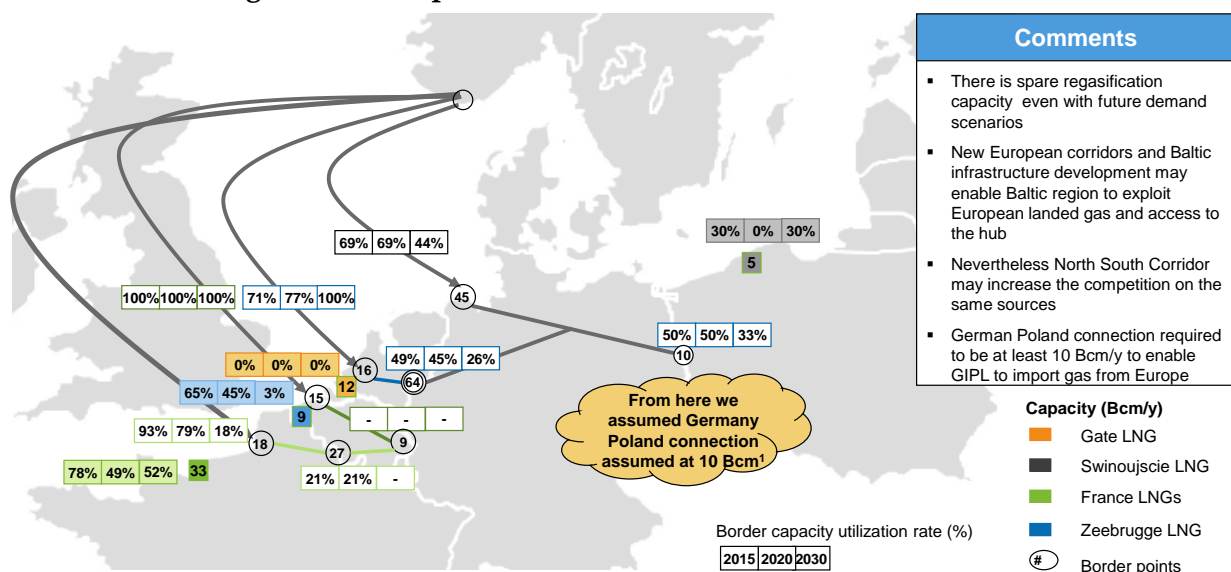 Comments
▪ There is spare regasification
capacity even with future demand
scenarios
▪ New European corridors and Baltic
infrastructure development may
enable Baltic region to exploit
European landed gas and access to
the hub
▪ Nevertheless North South Corridor
may increase the competition on the
same sources
▪ German Poland connection required
to be at least 10 Bcm/y to enable
GIPL to import gas from Europe
30% 0% 30%
5
69% 69% 44%
100% 100% 100%
71% 77% 100%
45
50% 50% 33%
10
0% 0% 0%
16
49% 45% 26%
64
12
65% 45% 3%
15
9
- - -
93% 79% 18%
18
27
9
78% 49% 52%
33
21% 21% -
From here we
assumed Germany
Poland connection
assumed at 10 Bcm1
Border capacity utilization rate (%)
2015 2020 2030
Capacity (Bcm/y)
Gate LNG
Swinoujscie LNG
France LNGs
Zeebrugge LNG
# Border points